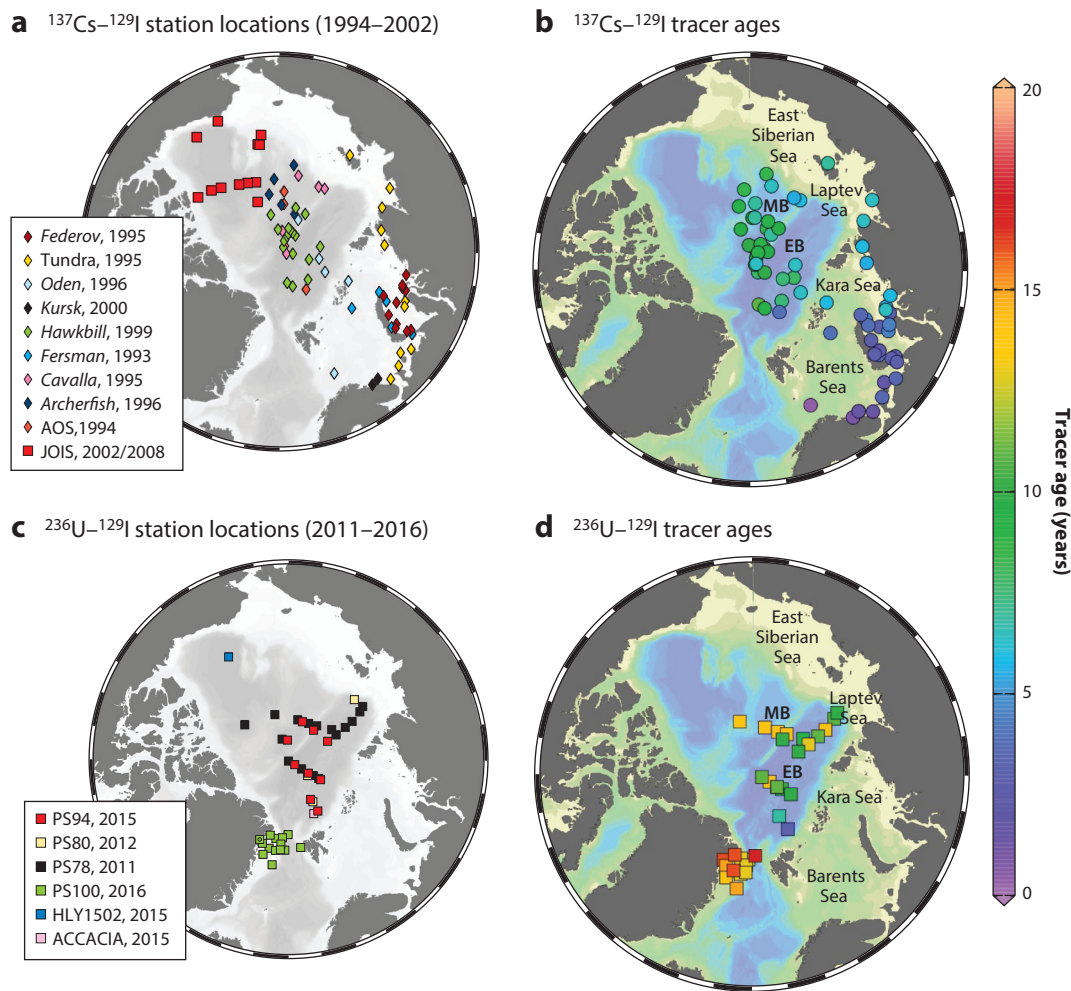 a ¹³⁷Cs–¹²⁹I station locations (1994–2002)
Federov, 1995
Tundra, 1995
Oden, 1996
Kursk, 2000
Hawkbill, 1999
Fersman, 1993
Cavalla, 1995
Archerfish, 1996
AOS,1994
JOIS, 2002/2008
b ¹³⁷Cs–¹²⁹I tracer ages
East
Siberian
Sea
Laptev
Sea
MB
EB
Kara Sea
Barents
Sea
c ²³⁶U–¹²⁹I station locations (2011–2016)
PS94, 2015
PS80, 2012
PS78, 2011
PS100, 2016
HLY1502, 2015
ACCACIA, 2015
d ²³⁶U–¹²⁹I tracer ages
East
Siberian
Sea
Laptev
Sea
MB
EB
Kara Sea
Barents
Sea
20
15
10
5
0
Tracer age (years)